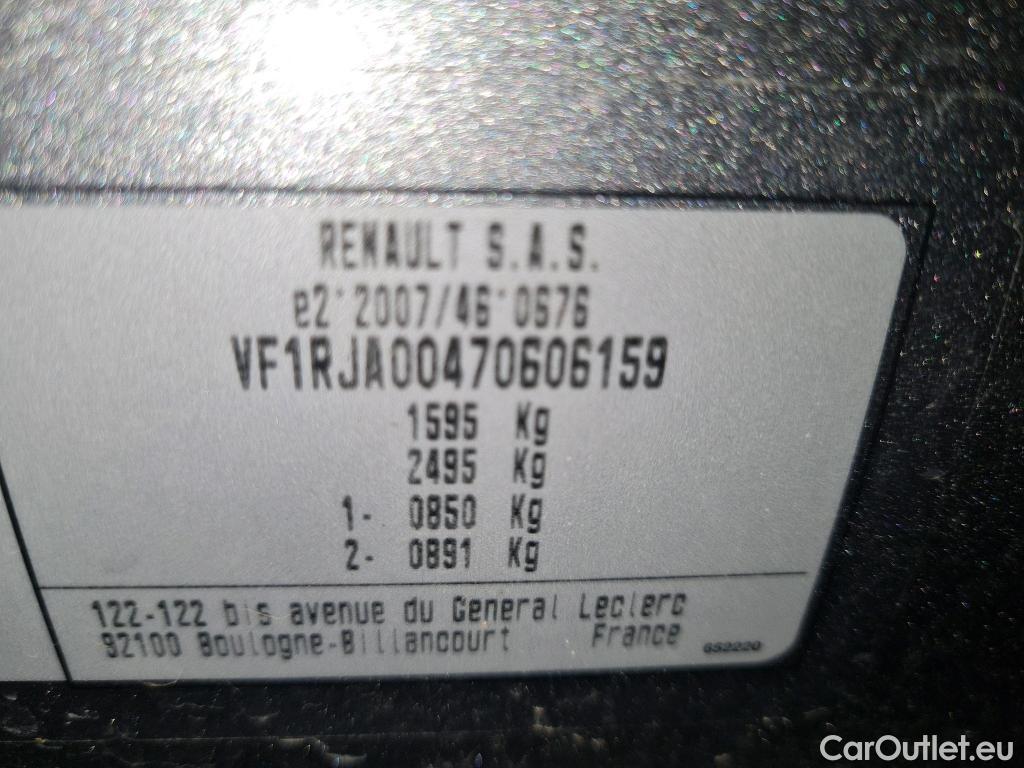 RENAULT S.A.S.
e2*2007/46*0676
VF1RJA00470606159
1595 Kg
2495 Kg
1- 0850 Kg
2- 0891 Kg
122-122 bis avenue du General Leclerc
92100 Boulogne-Billancourt France
652220
CarOutlet.eu